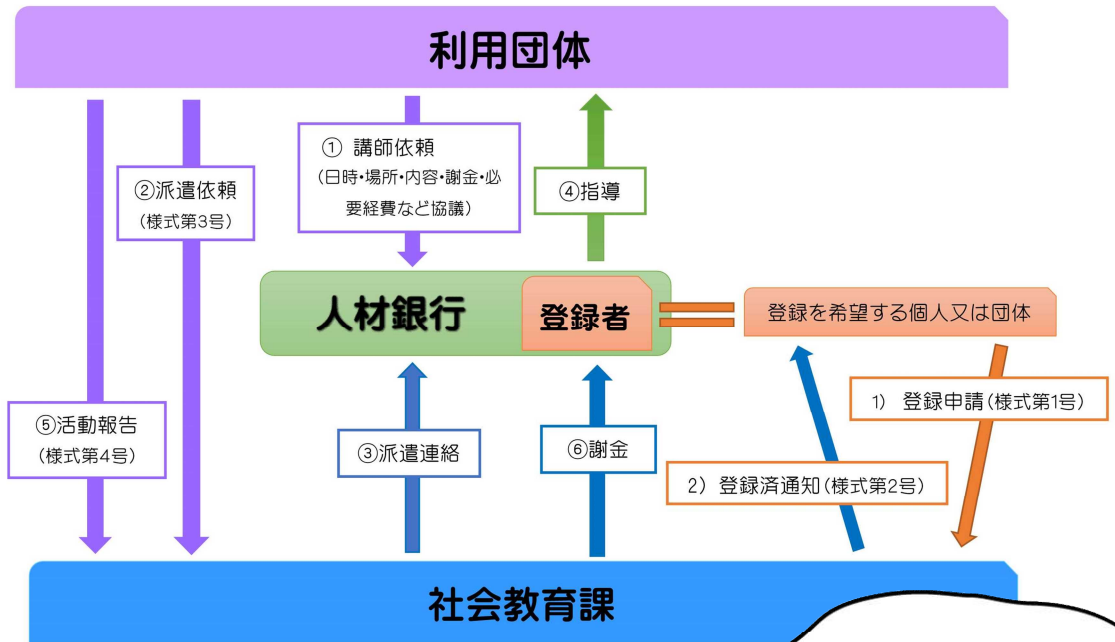 利用団体
① 講師依頼
(日時・場所・内容・謝金・必
要経費など協議)
②派遣依頼
(様式第3号)
④指導
人材銀行
登録者
登録を希望する個人又は団体
1) 登録申請(様式第1号)
⑤活動報告
(様式第4号)
③派遣連絡
⑥謝金
2) 登録済通知(様式第2号)
社会教育課